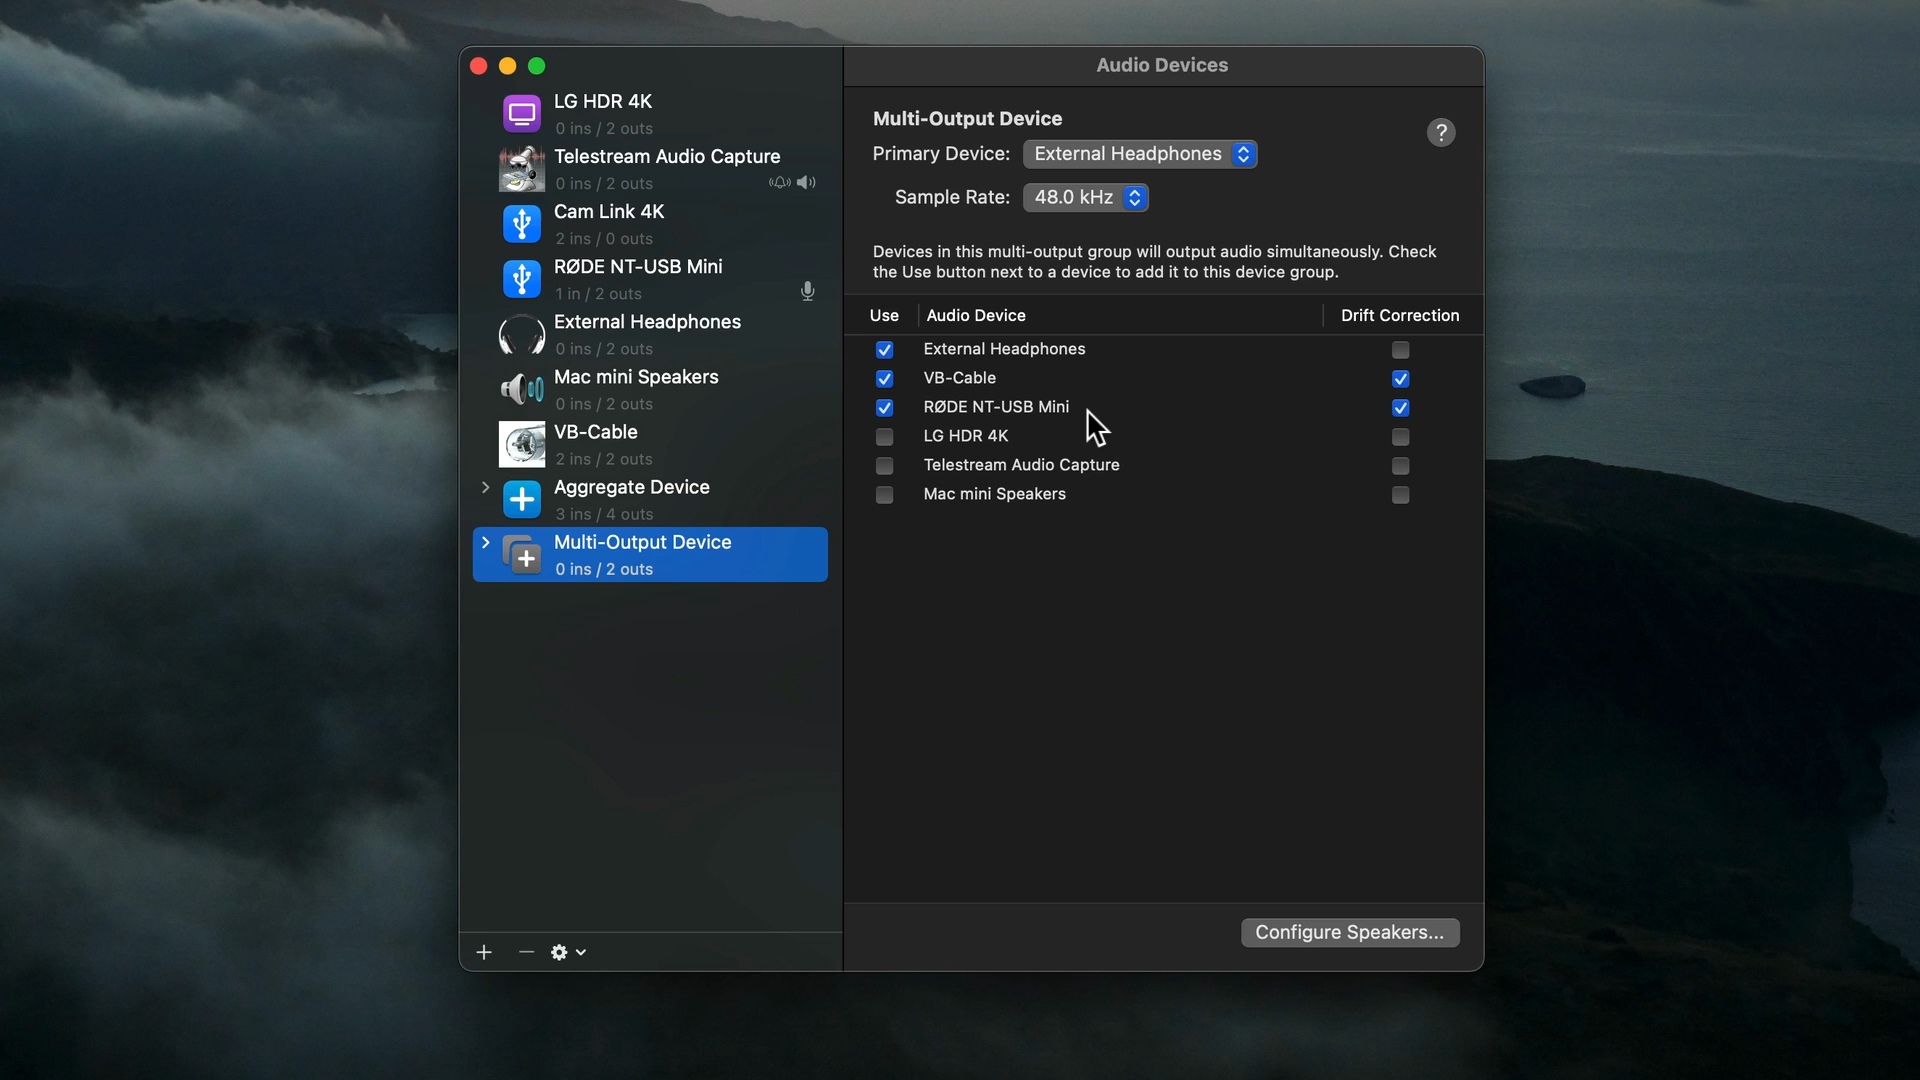 LG HDR 4K
0 ins / 2 outs
Telestream Audio Capture
0 ins / 2 outs
Cam Link 4K
2 ins / 0 outs
RØDE NT-USB Mini
1 in / 2 outs
External Headphones
0 ins / 2 outs
Mac mini Speakers
0 ins / 2 outs
VB-Cable
2 ins / 2 outs
Aggregate Device
3 ins / 4 outs
Multi-Output Device
0 ins / 2 outs
Audio Devices
Multi-Output Device
?
Primary Device: External Headphones
Sample Rate: 48.0 kHz
Devices in this multi-output group will output audio simultaneously. Check
the Use button next to a device to add it to this device group.
Use Audio Device Drift Correction
External Headphones
VB-Cable
RØDE NT-USB Mini
LG HDR 4K
Telestream Audio Capture
Mac mini Speakers
Configure Speakers...